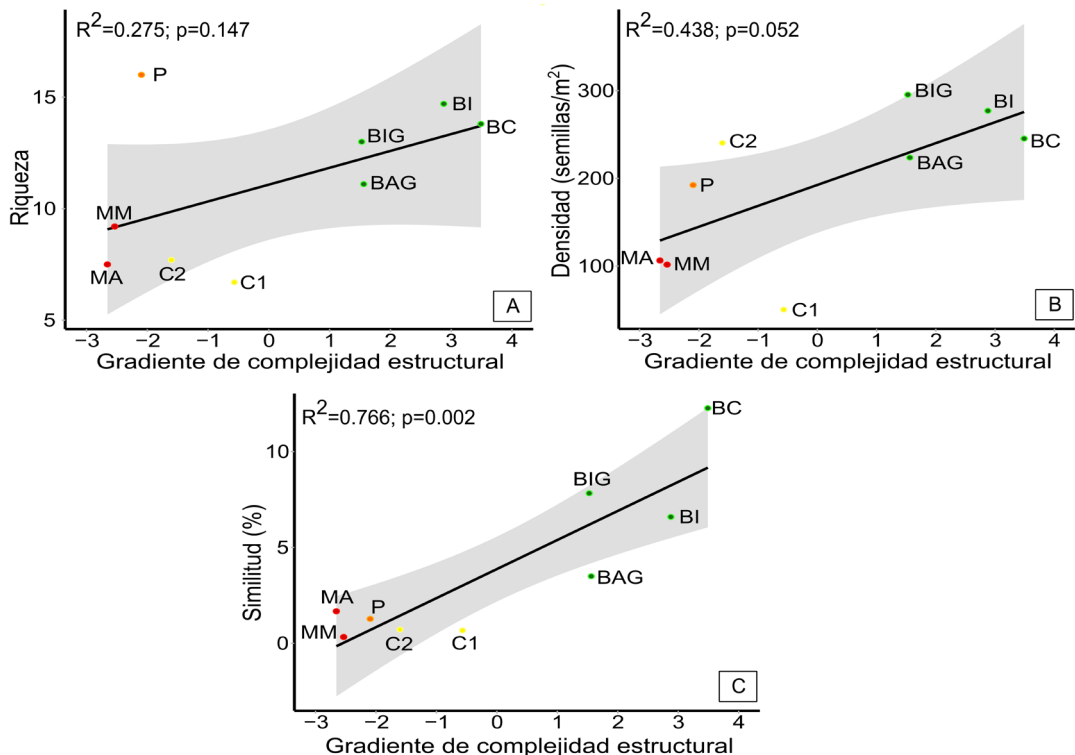 R2=0.275; p=0.147
P
BI
BC
BIG
BAG
MM
MA
C2
C1
A
Riqueza
15
10
5
−3 −2 −1 0 1 2 3 4
Gradiente de complejidad estructural
R2=0.438; p=0.052
BIG
BI
BC
BAG
C2
P
MA
MM
C1
B
Densidad (semillas/m2)
300
200
100
−3 −2 −1 0 1 2 3 4
Gradiente de complejidad estructural
R2=0.766; p=0.002
BC
BIG
BI
BAG
MA
P
MM
C2
C1
C
Similitud (%)
10
5
0
−3 −2 −1 0 1 2 3 4
Gradiente de complejidad estructural